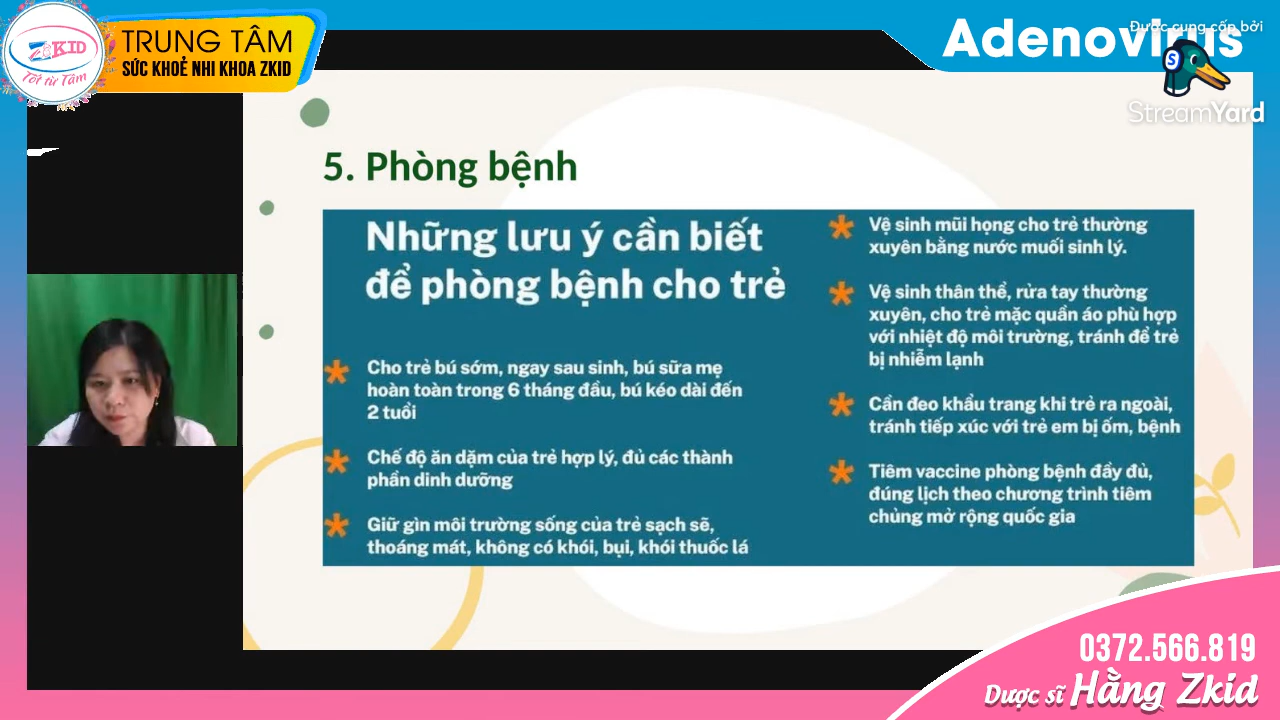 ZKID
Tốt từ Tâm
TRUNG TÂM
SỨC KHOẺ NHI KHOA ZKID
Adenovirus
Được cung cấp bởi
S
StreamYard
5. Phòng bệnh
Những lưu ý cần biết
để phòng bệnh cho trẻ
* Cho trẻ bú sớm, ngay sau sinh, bú sữa mẹ
hoàn toàn trong 6 tháng đầu, bú kéo dài đến
2 tuổi
* Chế độ ăn dặm của trẻ hợp lý, đủ các thành
phần dinh dưỡng
* Giữ gìn môi trường sống của trẻ sạch sẽ,
thoáng mát, không có khói, bụi, khói thuốc lá
* Vệ sinh mũi họng cho trẻ thường
xuyên bằng nước muối sinh lý.
* Vệ sinh thân thể, rửa tay thường
xuyên, cho trẻ mặc quần áo phù hợp
với nhiệt độ môi trường, tránh để trẻ
bị nhiễm lạnh
* Cần đeo khẩu trang khi trẻ ra ngoài,
tránh tiếp xúc với trẻ em bị ốm, bệnh
* Tiêm vaccine phòng bệnh đầy đủ,
đúng lịch theo chương trình tiêm
chủng mở rộng quốc gia
0372.566.819
Dược sĩ Hằng Zkid